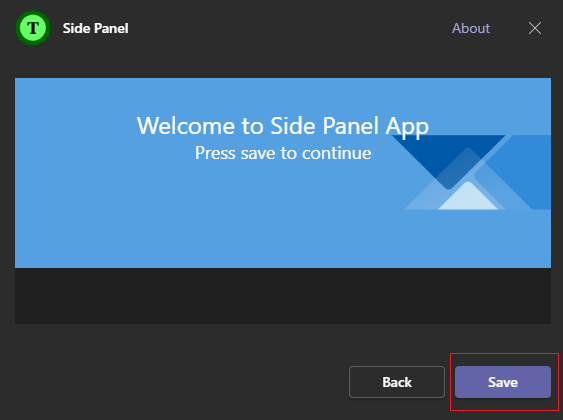 T
Side Panel
About
Welcome to Side Panel App
Press save to continue
Back
Save